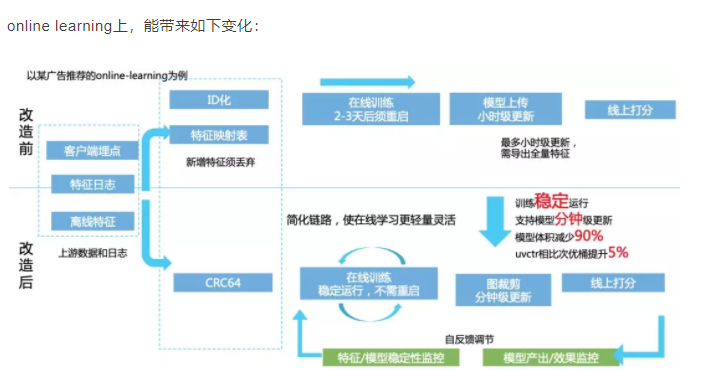 online learning上，能带来如下变化：
以某广告推荐的online-learning为例
改造前
ID化
特征映射表
新增特征须丢弃
在线训练
2-3天后须重启
模型上传
小时级更新
线上打分
最多小时级更新，
需导出全量特征
客户端埋点
特征日志
离线特征
上游数据和日志
改造后
CRC64
简化链路，使在线学习更轻量灵活
训练稳定运行
支持模型分钟级更新
模型体积减少90%
uvctr相比次优桶提升5%
在线训练
稳定运行，不需重启
图裁剪
分钟级更新
线上打分
自反馈调节
特征/模型稳定性监控
模型产出/效果监控